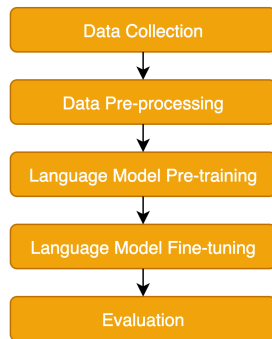 Data Collection
Data Pre-processing
Language Model Pre-training
Language Model Fine-tuning
Evaluation